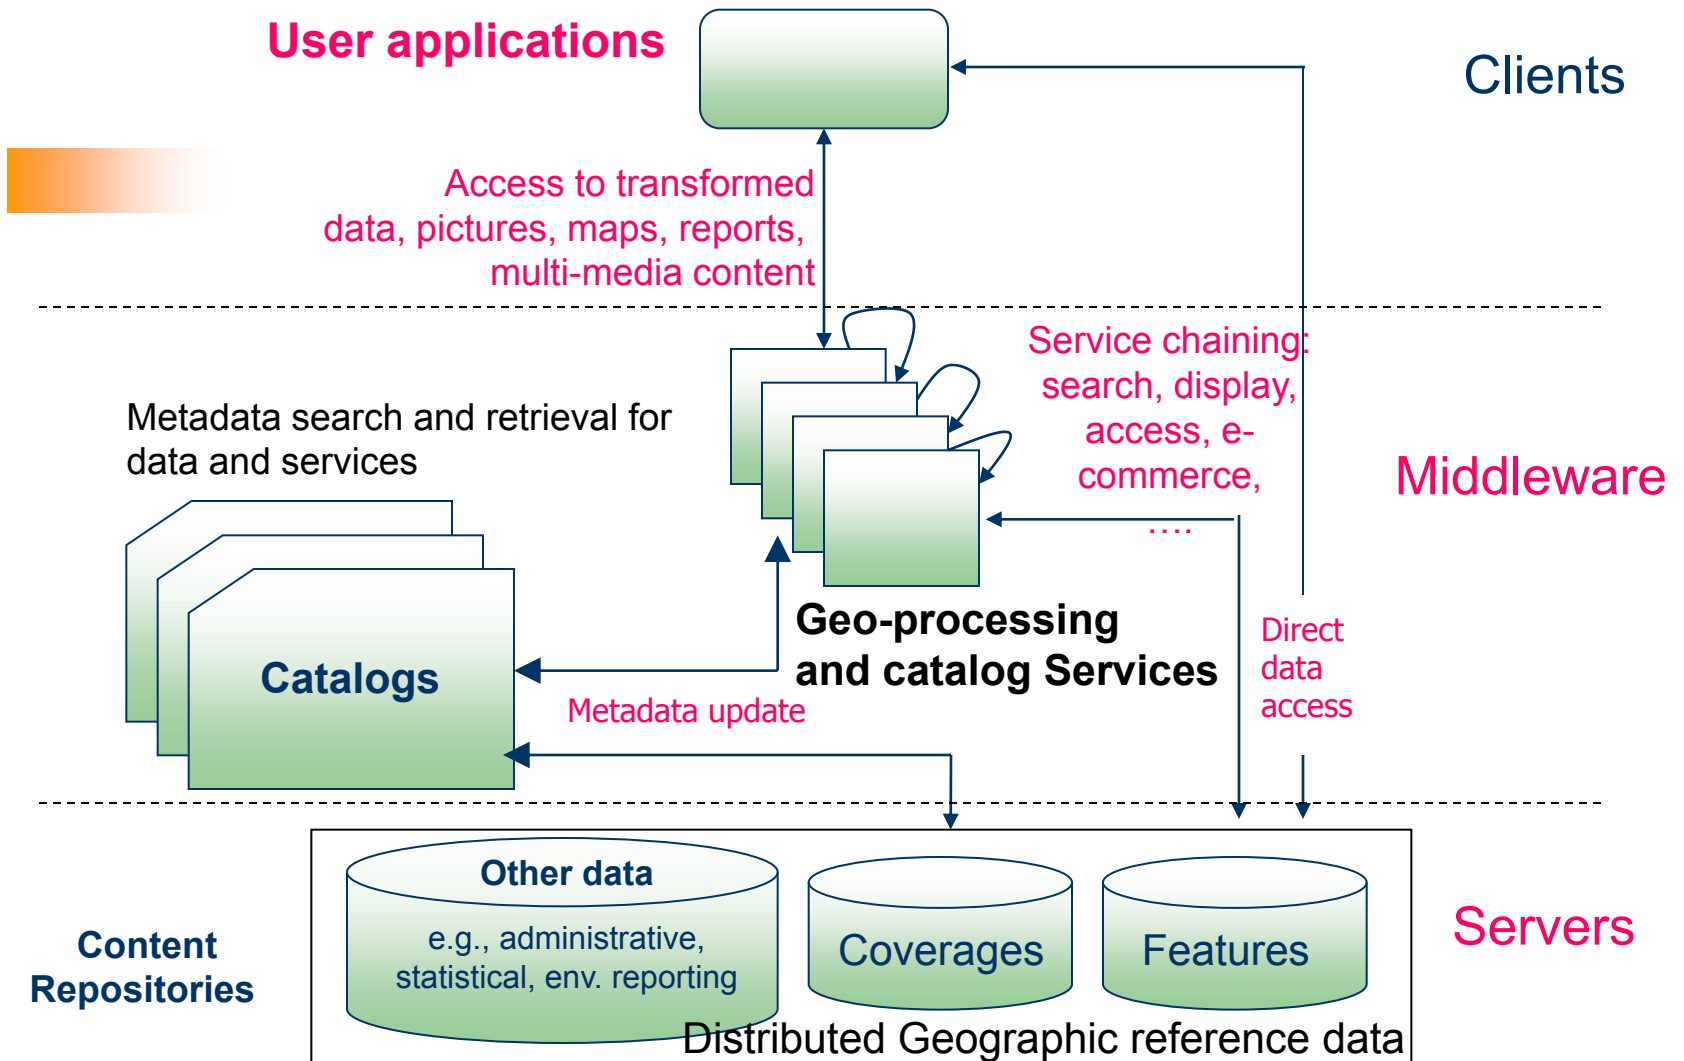 User applications
Clients
Access to transformed
data, pictures, maps, reports,
multi-media content
Service chaining:
search, display,
access, e-
commerce,
....
Metadata search and retrieval for
data and services
Middleware
Geo-processing
and catalog Services
Direct
data
access
Catalogs
Metadata update
Other data
e.g., administrative,
statistical, env. reporting
Coverages
Features
Servers
Content
Repositories
Distributed Geographic reference data